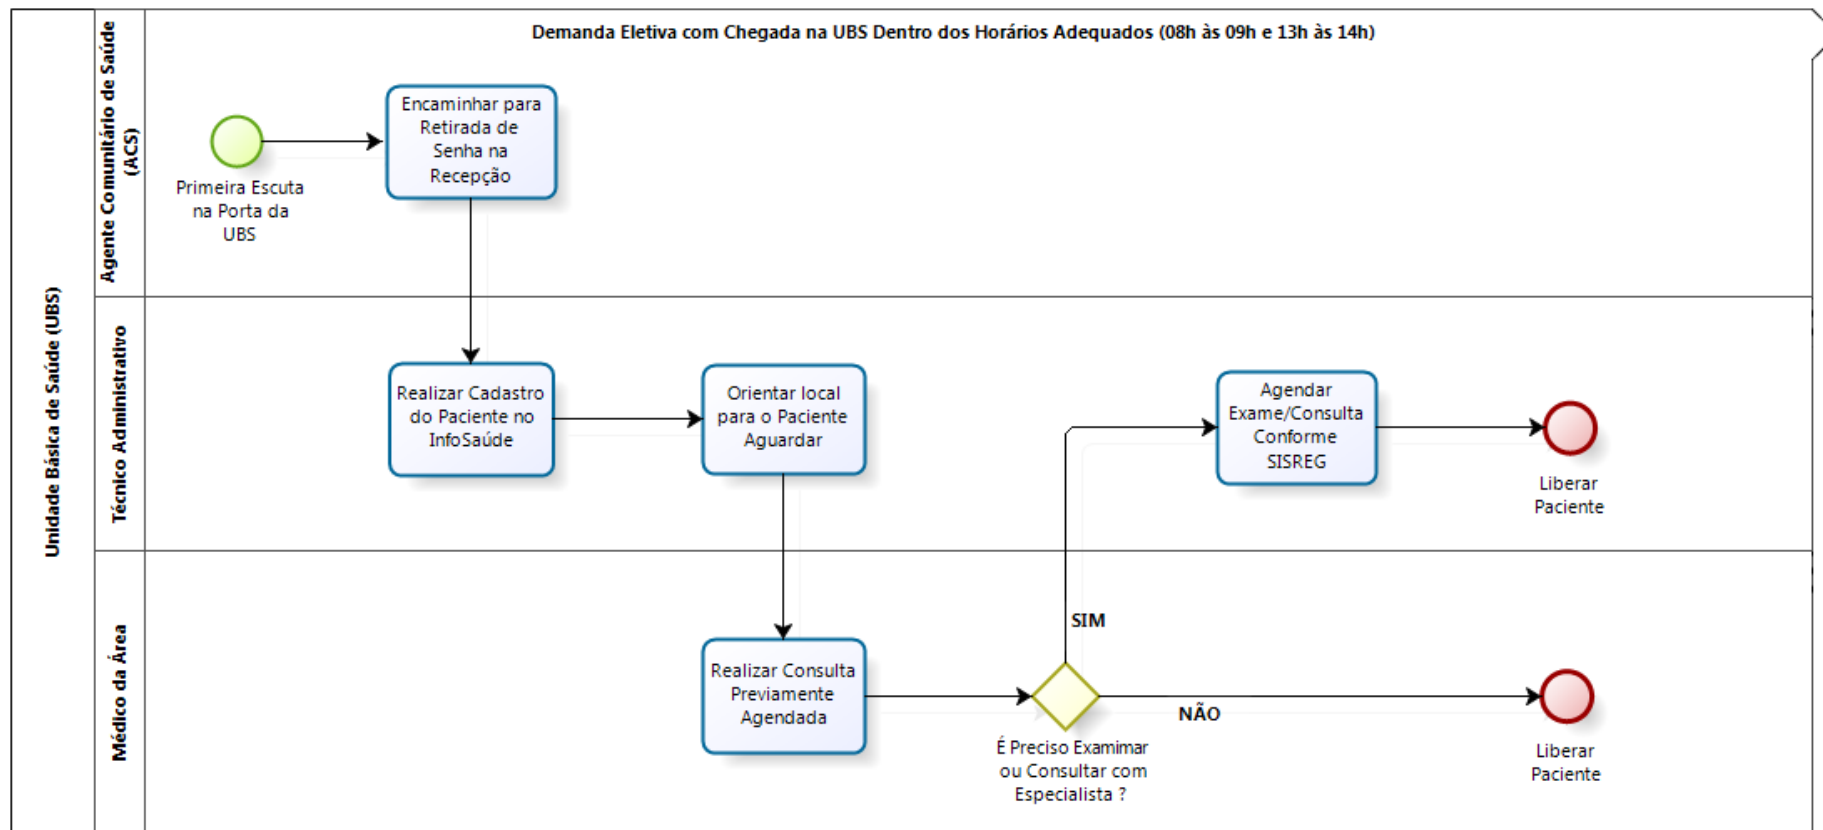 Demanda Eletiva com Chegada na UBS Dentro dos Horários Adequados (08h às 09h e 13h às 14h)
Unidade Básica de Saúde (UBS)
Agente Comunitário de Saúde
(ACS)
Primeira Escuta
na Porta da
UBS
Encaminhar para
Retirada de
Senha na
Recepção
Técnico Administrativo
Realizar Cadastro
do Paciente no
InfoSaúde
Orientar local
para o Paciente
Aguardar
Agendar
Exame/Consulta
Conforme
SISREG
Liberar
Paciente
Médico da Área
Realizar Consulta
Previamente
Agendada
É Preciso Examimar
ou Consultar com
Especialista ?
SIM
NÃO
Liberar
Paciente